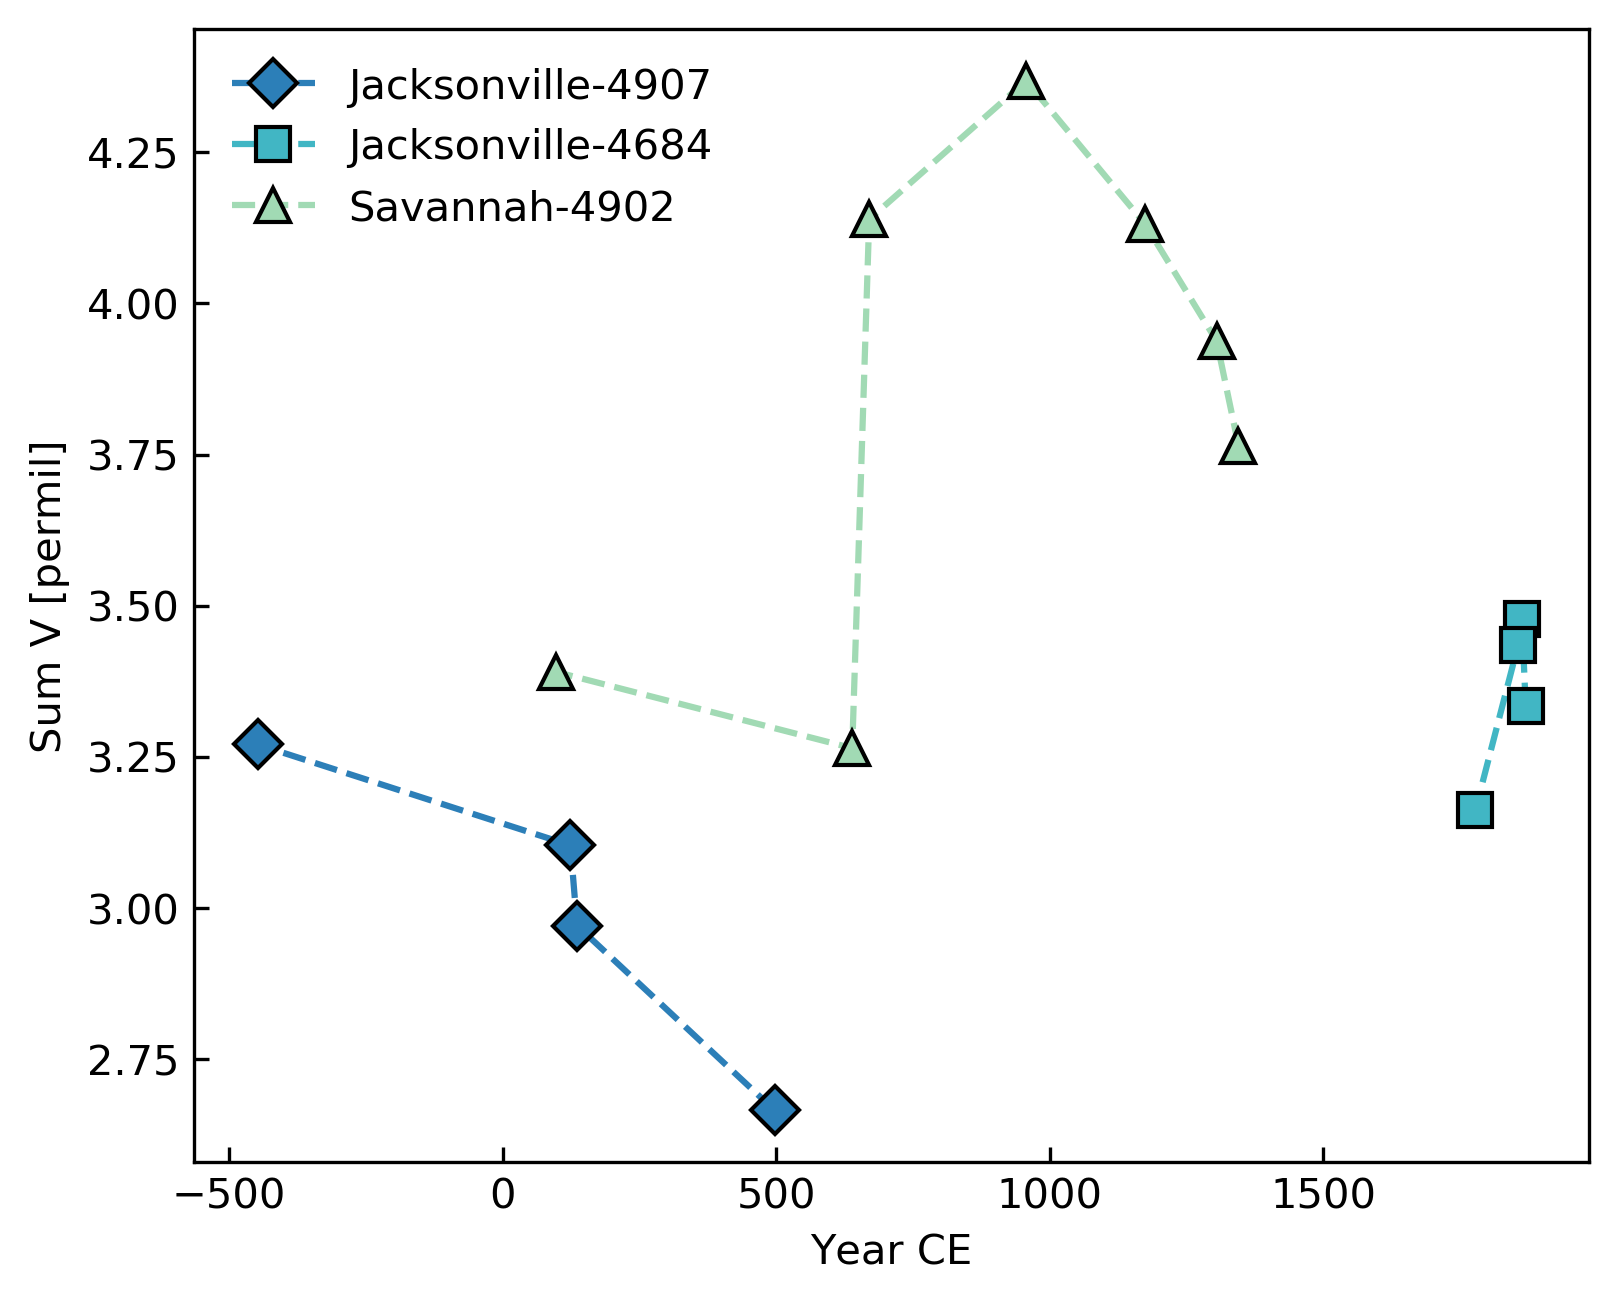 Jacksonville-4907
Jacksonville-4684
Savannah-4902
4.25
4.00
3.75
3.50
3.25
3.00
2.75
Sum V [permil]
−500 0 500 1000 1500
Year CE